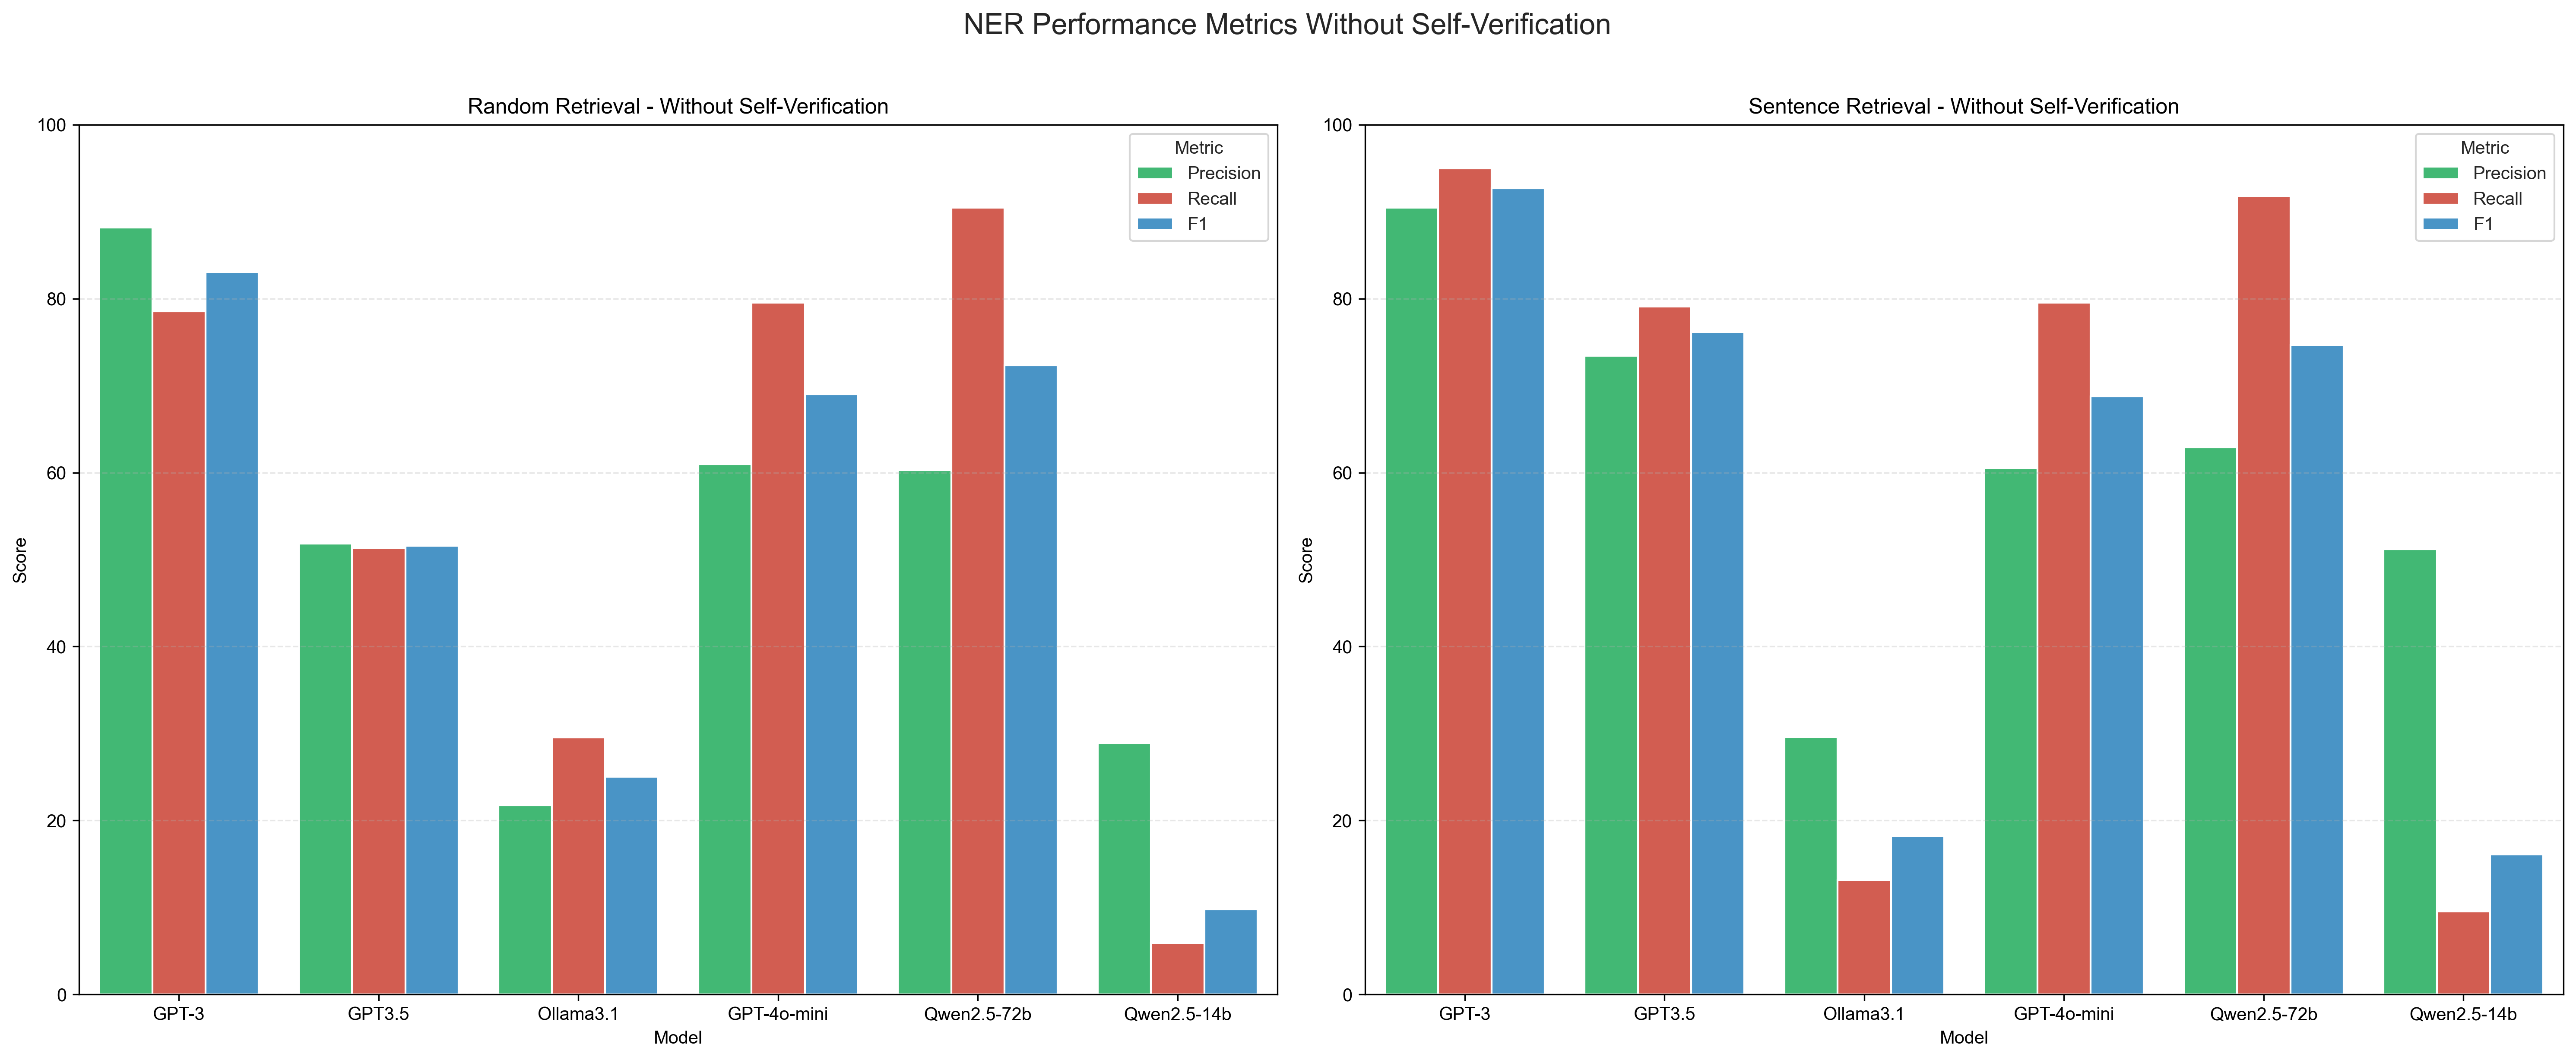 NER Performance Metrics Without Self-Verification
Random Retrieval - Without Self-Verification
100
80
60
40
20
0
Score
Metric
Precision
Recall
F1
GPT-3 GPT3.5 Ollama3.1 GPT-4o-mini Qwen2.5-72b Qwen2.5-14b
Model
Sentence Retrieval - Without Self-Verification
100
80
60
40
20
0
Score
Metric
Precision
Recall
F1
GPT-3 GPT3.5 Ollama3.1 GPT-4o-mini Qwen2.5-72b Qwen2.5-14b
Model